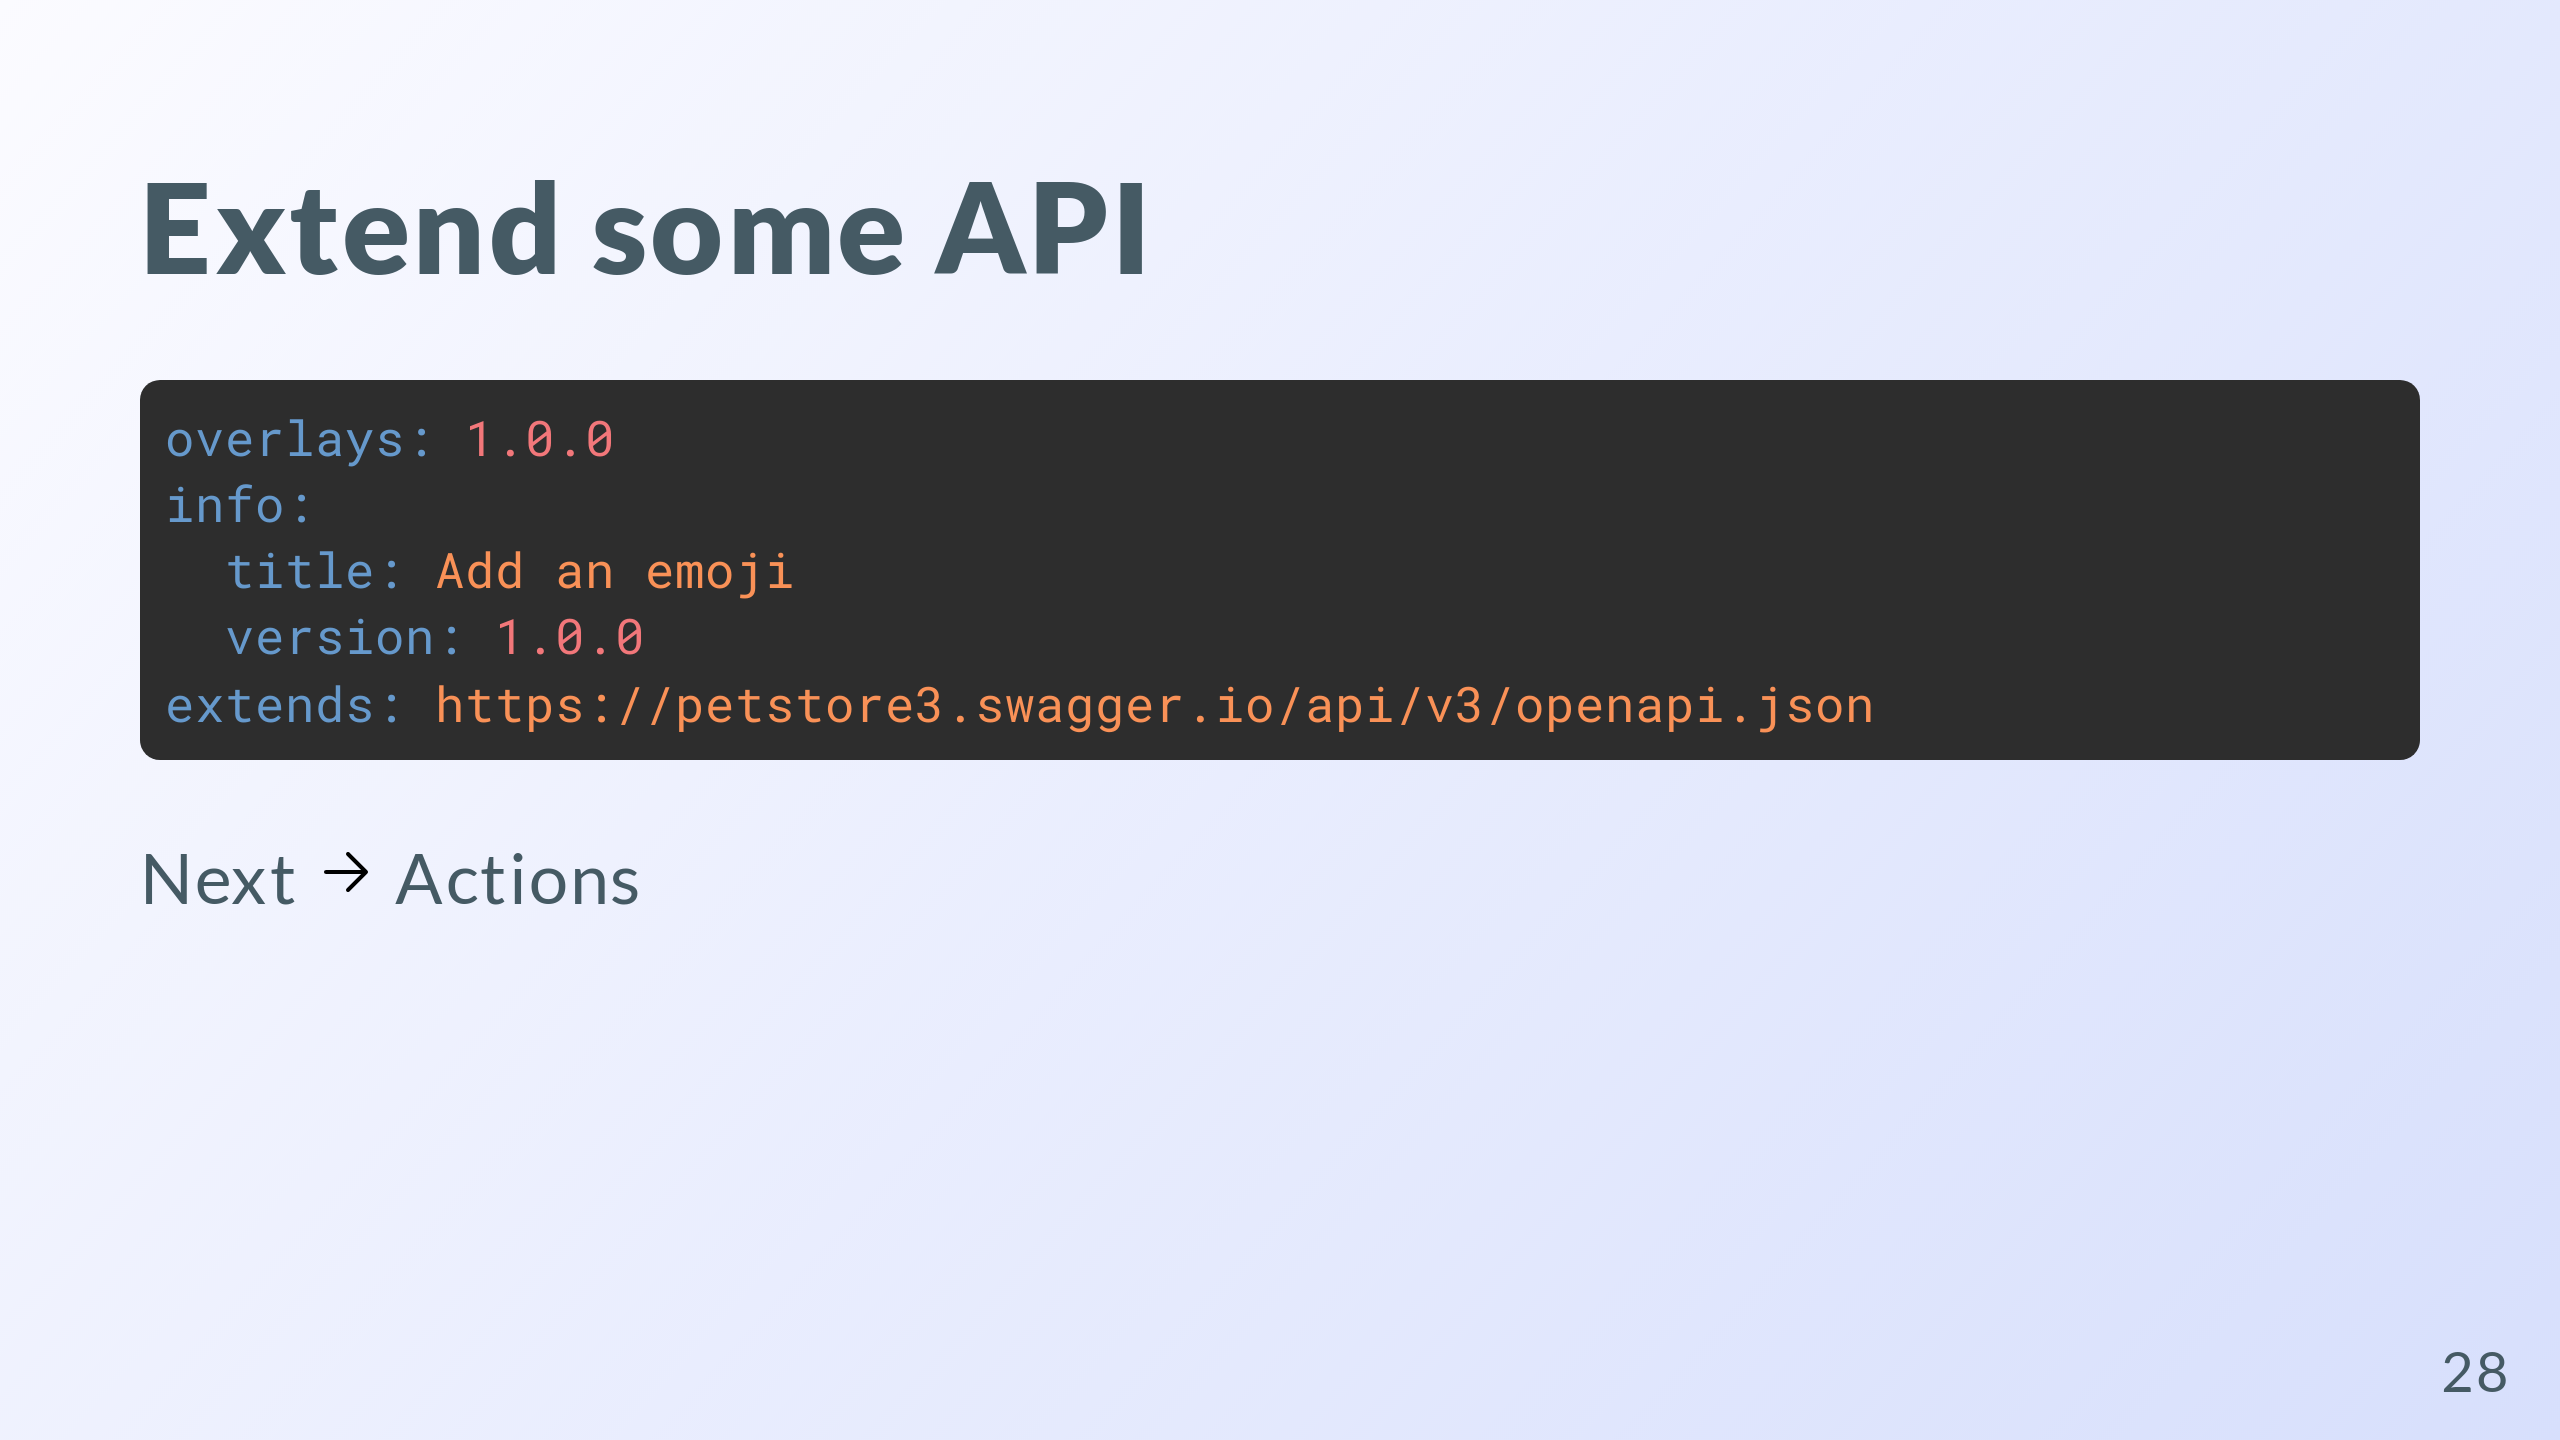 Extend some API
overlays: 1.0.0
info:
  title: Add an emoji
  version: 1.0.0
extends: https://petstore3.swagger.io/api/v3/openapi.json
Next → Actions
28